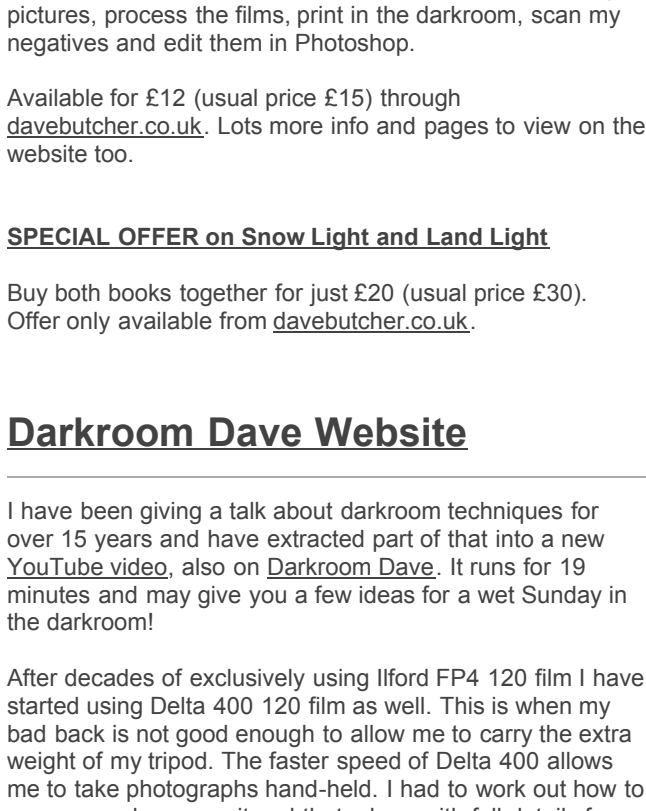 pictures, process the films, print in the darkroom, scan my
negatives and edit them in Photoshop.
Available for £12 (usual price £15) through
davebutcher.co.uk. Lots more info and pages to view on the
website too.
SPECIAL OFFER on Snow Light and Land Light
Buy both books together for just £20 (usual price £30).
Offer only available from davebutcher.co.uk.
Darkroom Dave Website
I have been giving a talk about darkroom techniques for
over 15 years and have extracted part of that into a new
YouTube video, also on Darkroom Dave. It runs for 19
minutes and may give you a few ideas for a wet Sunday in
the darkroom!
After decades of exclusively using Ilford FP4 120 film I have
started using Delta 400 120 film as well. This is when my
bad back is not good enough to allow me to carry the extra
weight of my tripod. The faster speed of Delta 400 allows
me to take photographs hand-held. I had to work out how to